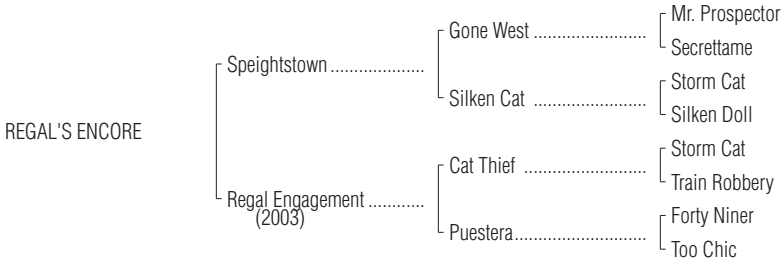 Mr. Prospector
Gone West ........................
Secrettame
Speightstown .....................
Storm Cat
Silken Cat ........................
Silken Doll
REGAL'S ENCORE
Storm Cat
Cat Thief ..........................
Train Robbery
Regal Engagement ............
(2003)
Forty Niner
Puestera............................
Too Chic